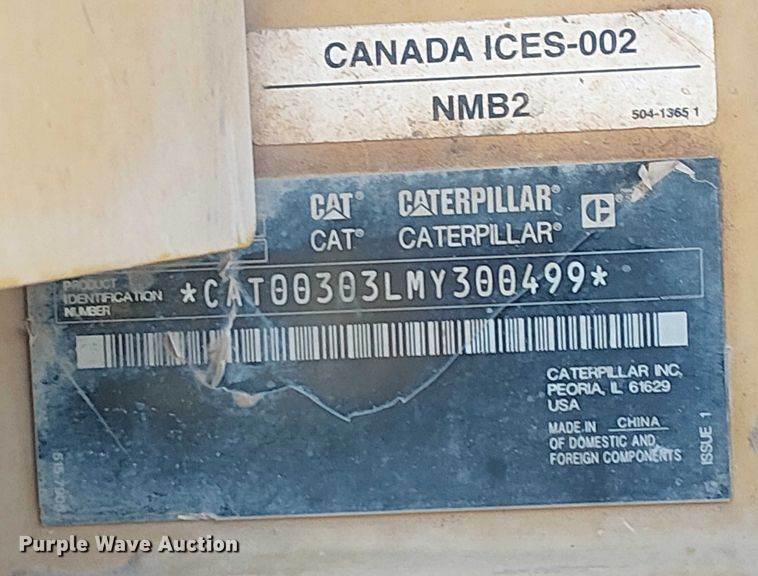 CANADA ICES-002
NMB2
504-1365 1
CAT® CATERPILLAR® C
CAT® CATERPILLAR®
PRODUCT
IDENTIFICATION
NUMBER
*CAT00303LMY300499*
CATERPILLAR INC,
PEORIA, IL 61629
USA
MADE IN CHINA
OF DOMESTIC AND
FOREIGN COMPONENTS
ISSUE 1
Purple Wave Auction